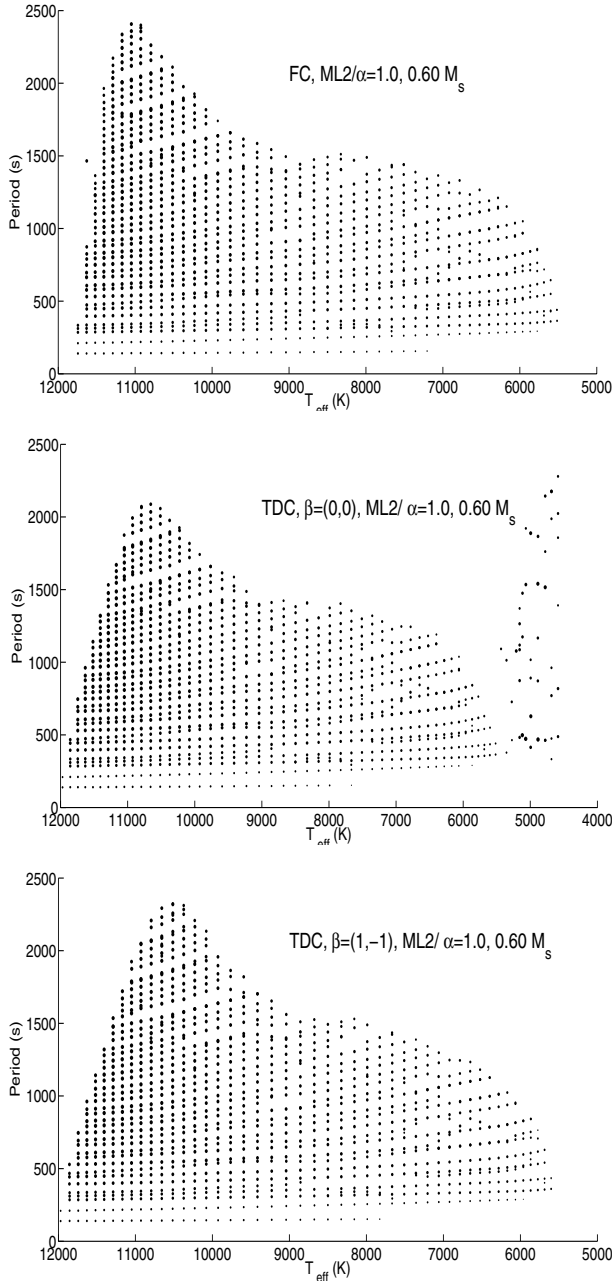 2500
2000
1500
1000
500
0
Period (s)
FC, ML2/α=1.0, 0.60 M_s
12000 11000 10000 9000 8000 7000 6000 5000
T_eff (K)
2500
2000
1500
1000
500
0
Period (s)
TDC, β=(0,0), ML2/ α=1.0, 0.60 M_s
12000 11000 10000 9000 8000 7000 6000 5000 4000
T_eff (K)
2500
2000
1500
1000
500
0
Period (s)
TDC, β=(1,−1), ML2/ α=1.0, 0.60 M_s
12000 11000 10000 9000 8000 7000 6000 5000
T_eff (K)